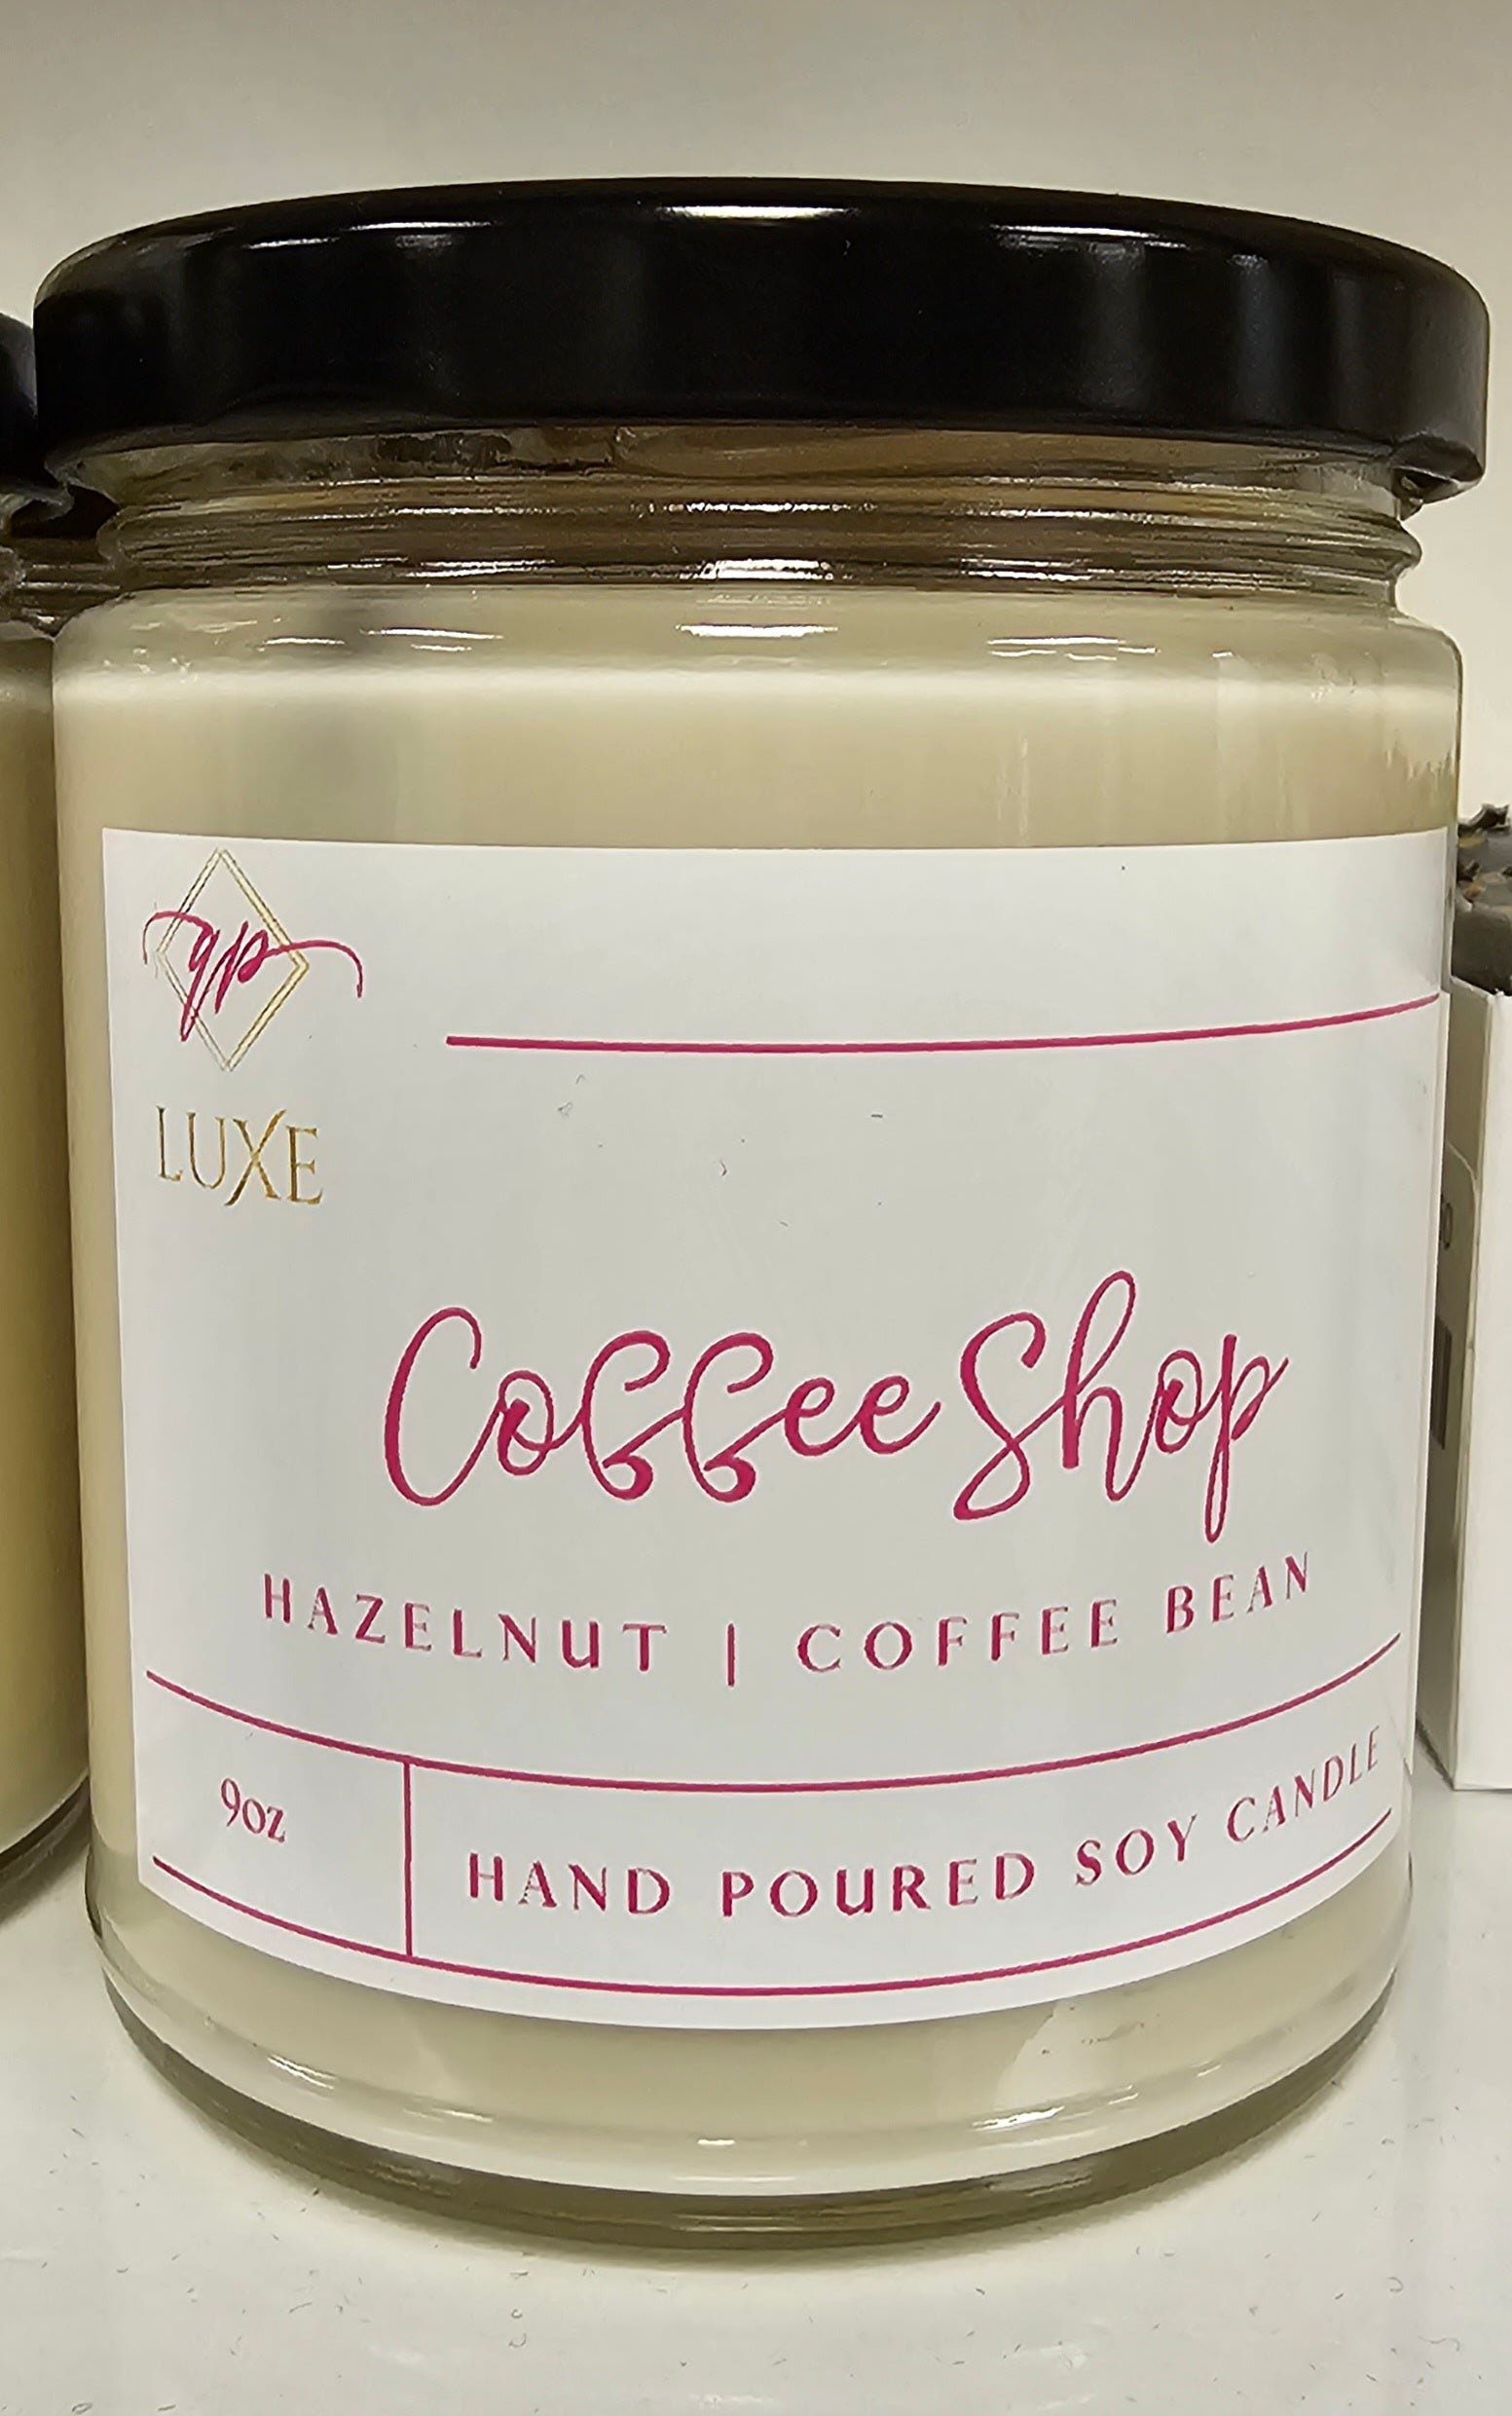 LUXE
Coffee Shop
HAZELNUT | COFFEE BEAN
9oz
HAND POURED SOY CANDLE